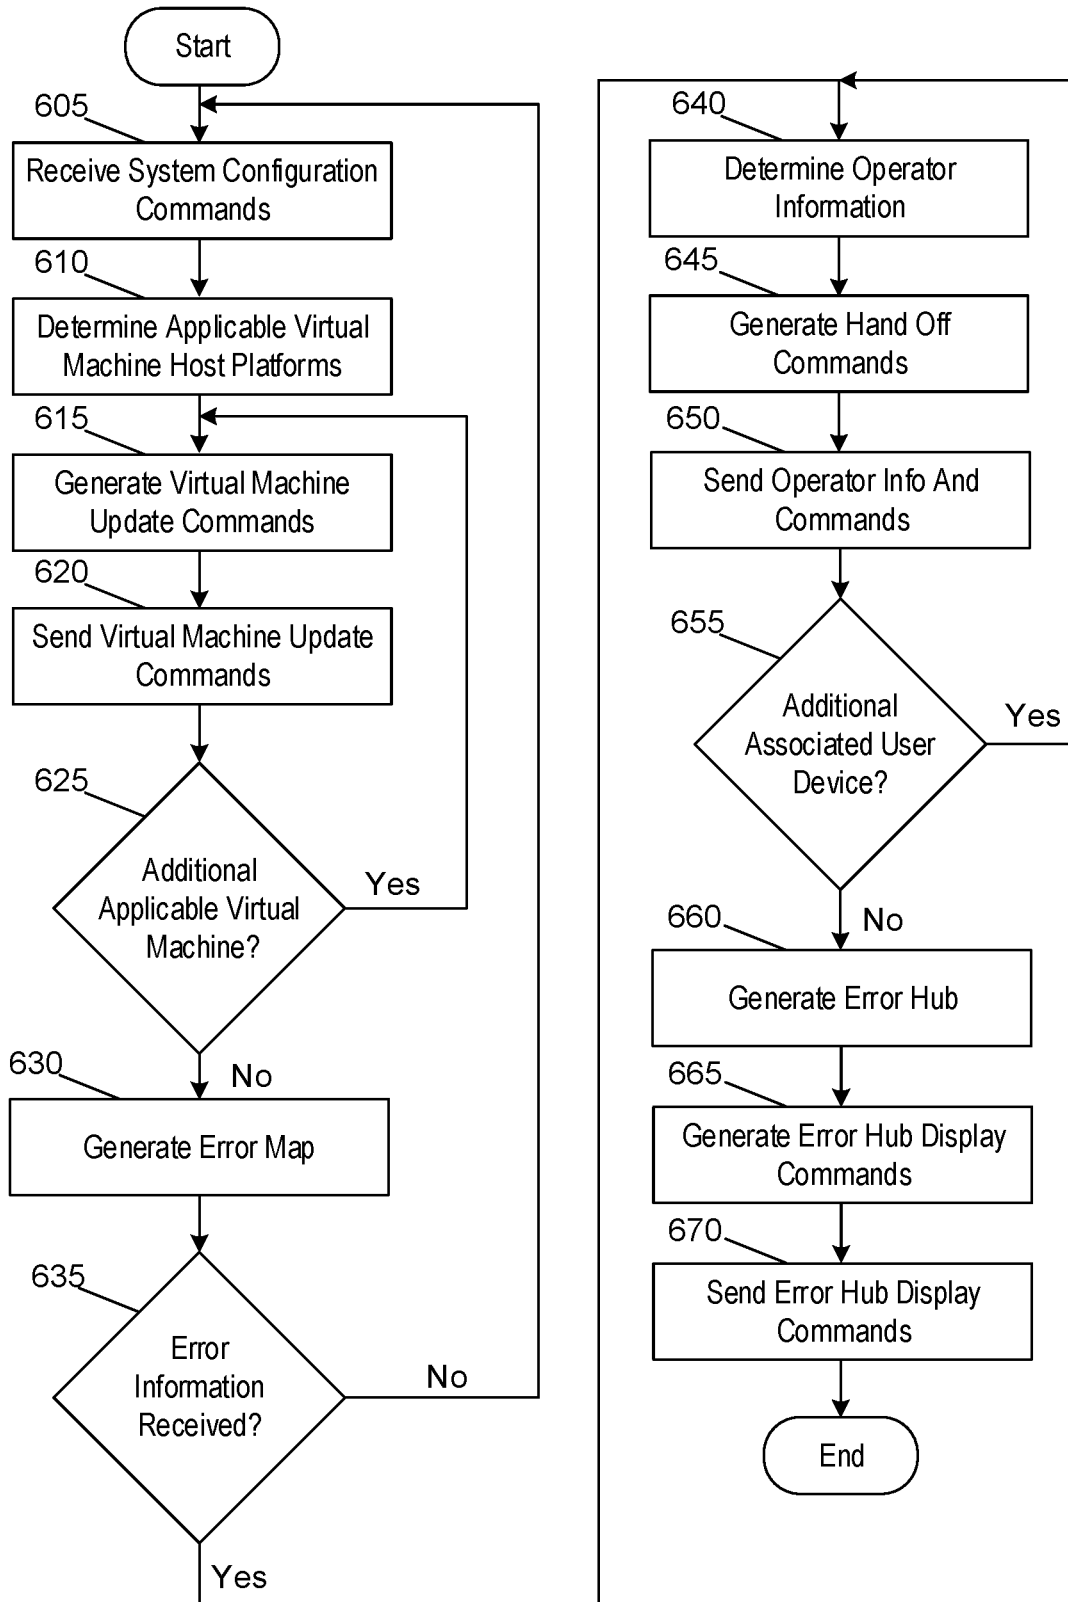 Start
605
Receive System Configuration
Commands
610
Determine Applicable Virtual
Machine Host Platforms
615
Generate Virtual Machine
Update Commands
620
Send Virtual Machine Update
Commands
625
Additional
Applicable Virtual
Machine?
Yes
No
630
Generate Error Map
635
Error
Information
Received?
No
Yes
640
Determine Operator
Information
645
Generate Hand Off
Commands
650
Send Operator Info And
Commands
655
Additional
Associated User
Device?
Yes
No
660
Generate Error Hub
665
Generate Error Hub Display
Commands
670
Send Error Hub Display
Commands
End